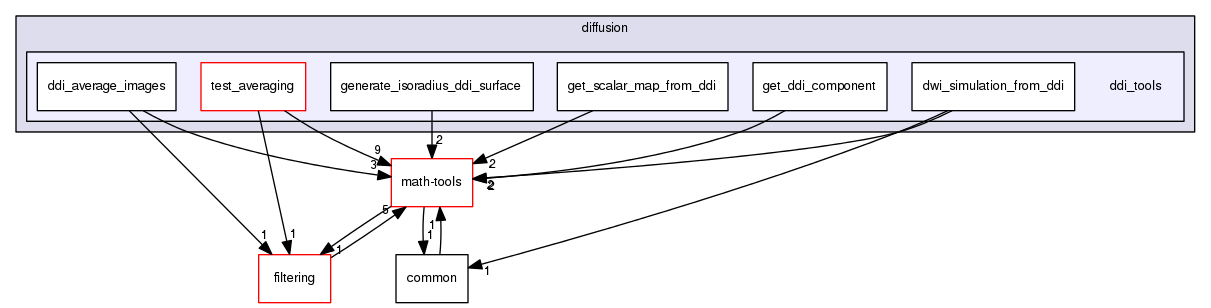 diffusion
ddi_average_images
test_averaging
generate_isoradius_ddi_surface
get_scalar_map_from_ddi
get_ddi_component
dwi_simulation_from_ddi
ddi_tools
9
2
3
2
math-tools
2
5
1
1
1
1
1
1
filtering
common